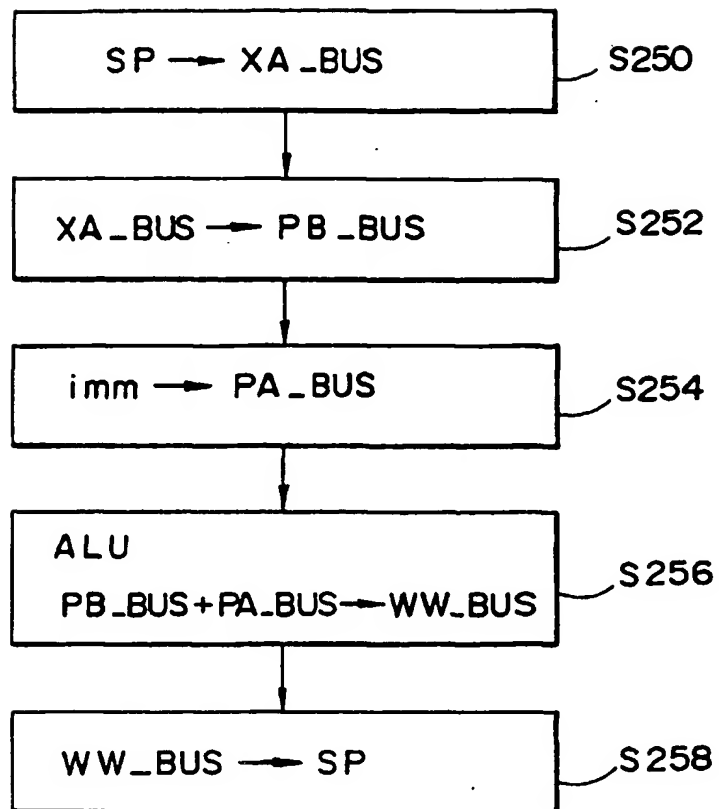 SP → XA_BUS
S250
XA_BUS → PB_BUS
S252
imm → PA_BUS
S254
ALU
PB_BUS+PA_BUS→WW_BUS
S256
WW_BUS → SP
S258